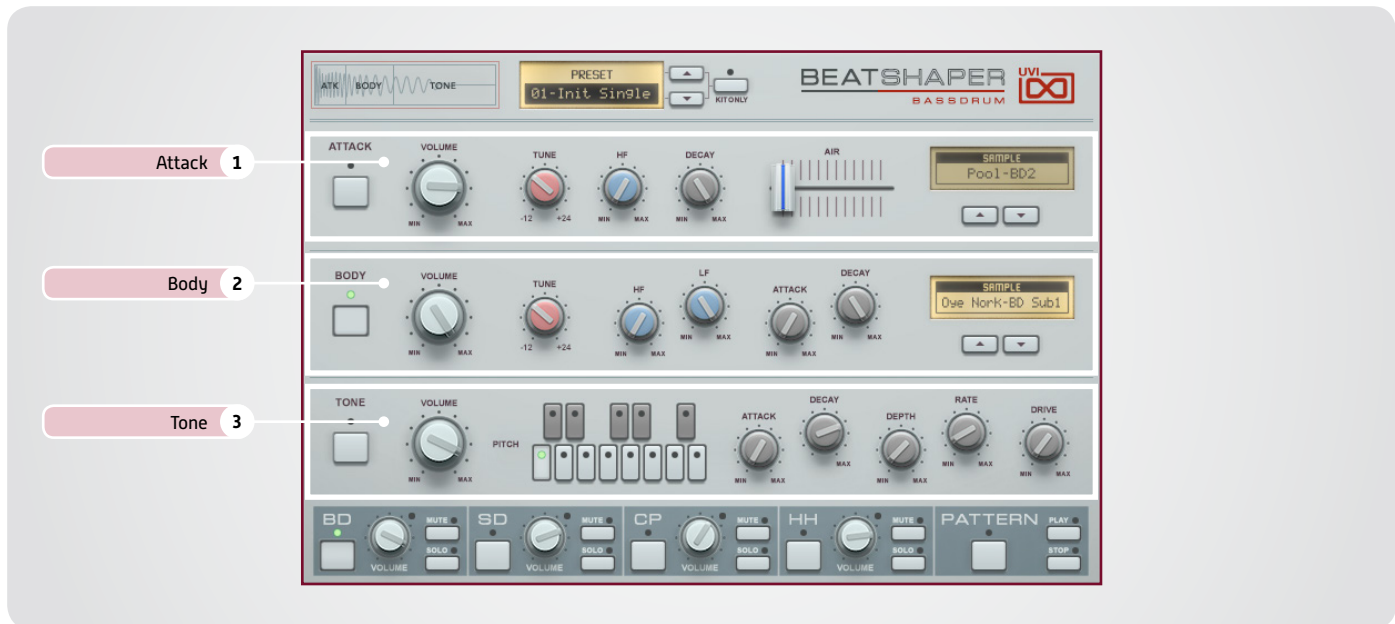 ATK BODY TONE
PRESET
01-Init Single
KIT ONLY
BEATSHAPER
BASSDRUM
UVI
Attack 1
ATTACK
VOLUME
MIN MAX
TUNE
-12 +24
HF
MIN MAX
DECAY
MIN MAX
AIR
SAMPLE
Pool-BD2
Body 2
BODY
VOLUME
MIN MAX
TUNE
-12 +24
HF
MIN MAX
LF
MIN MAX
ATTACK
MIN MAX
DECAY
MIN MAX
SAMPLE
Oye Nork-BD Sub1
Tone 3
TONE
VOLUME
MIN MAX
PITCH
ATTACK
MIN MAX
DECAY
MAX
DEPTH
MIN MAX
RATE
MAX
DRIVE
MIN MAX
BD
VOLUME
MUTE
SOLO
SD
VOLUME
MUTE
SOLO
CP
VOLUME
MUTE
SOLO
HH
VOLUME
MUTE
SOLO
PATTERN
PLAY
STOP